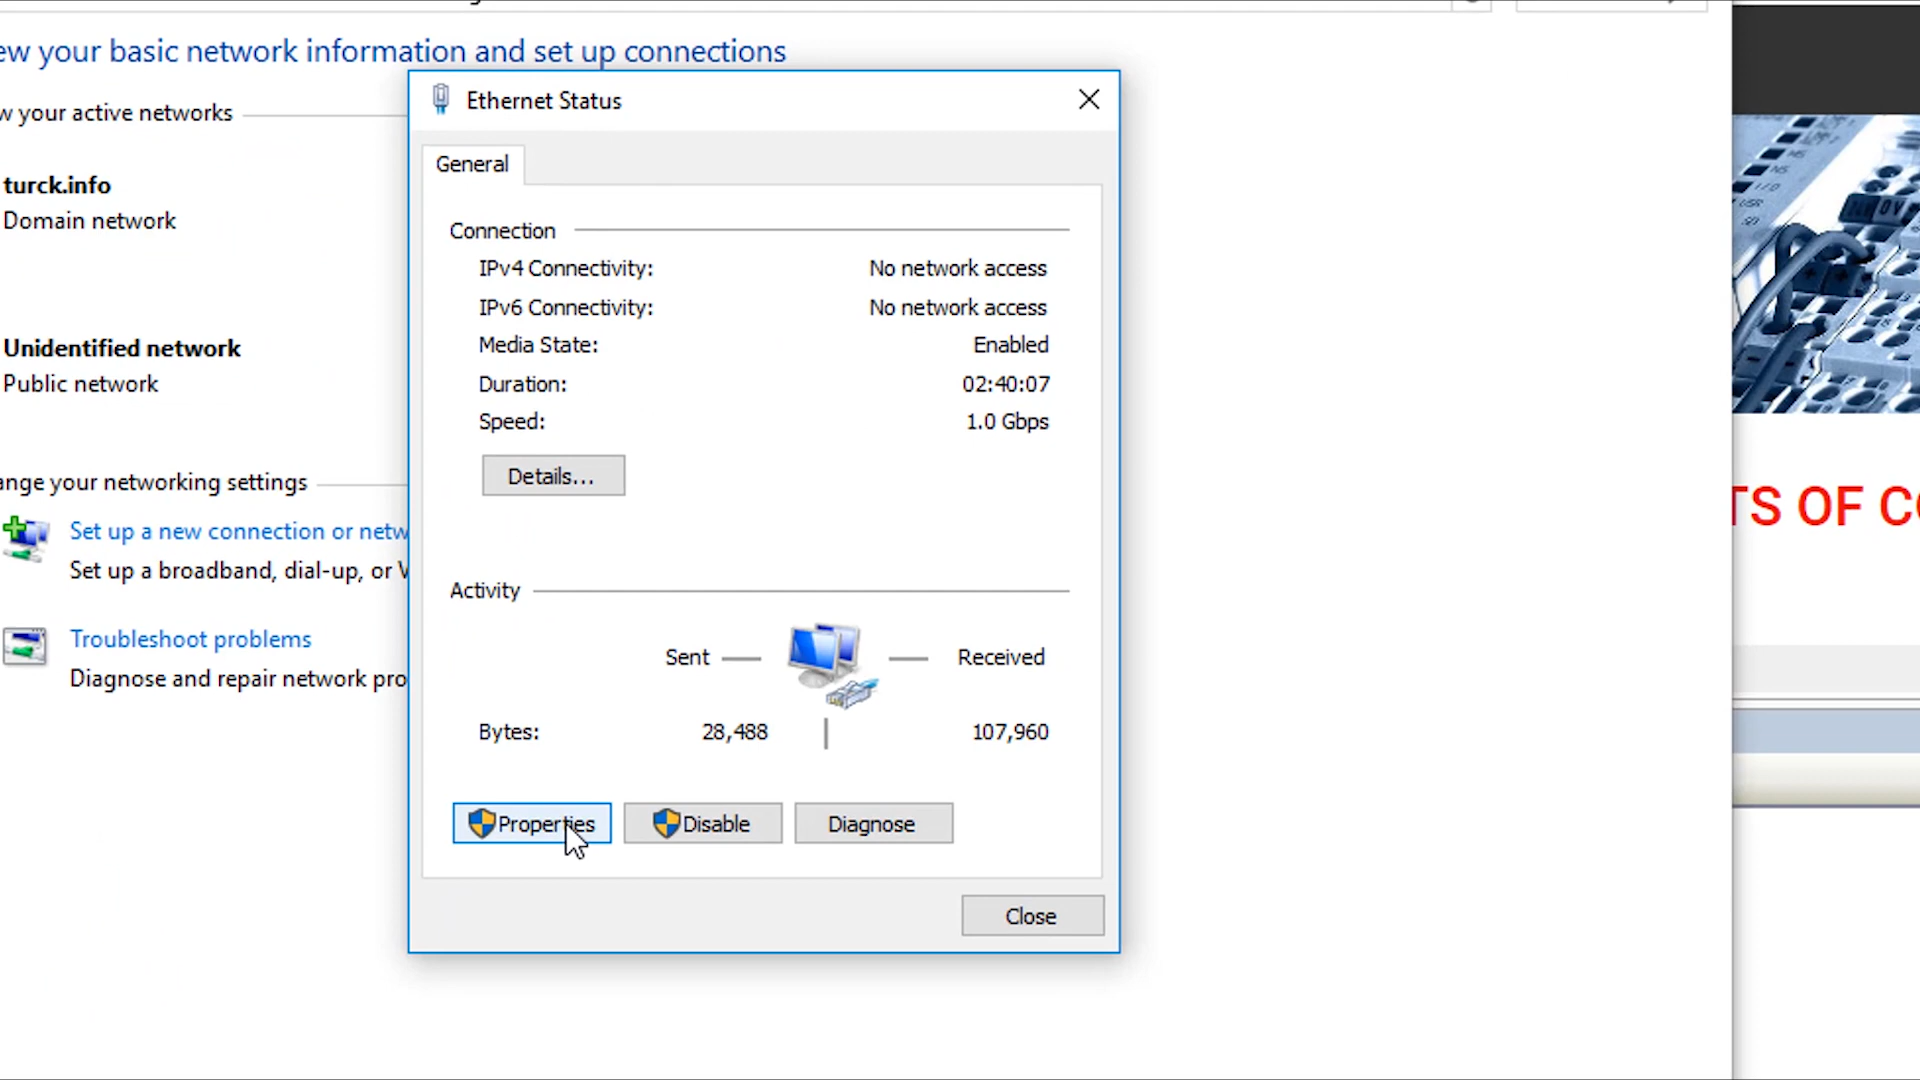 ew your basic network information and set up connections
w your active networks
turck.info
Domain network
Unidentified network
Public network
ange your networking settings
Set up a new connection or netw
Set up a broadband, dial-up, or V
Troubleshoot problems
Diagnose and repair network pro
Ethernet Status
General
Connection
IPv4 Connectivity: No network access
IPv6 Connectivity: No network access
Media State: Enabled
Duration: 02:40:07
Speed: 1.0 Gbps
Details...
Activity
Sent Received
Bytes: 28,488 107,960
Properties Disable Diagnose
Close
0V
TS OF CO